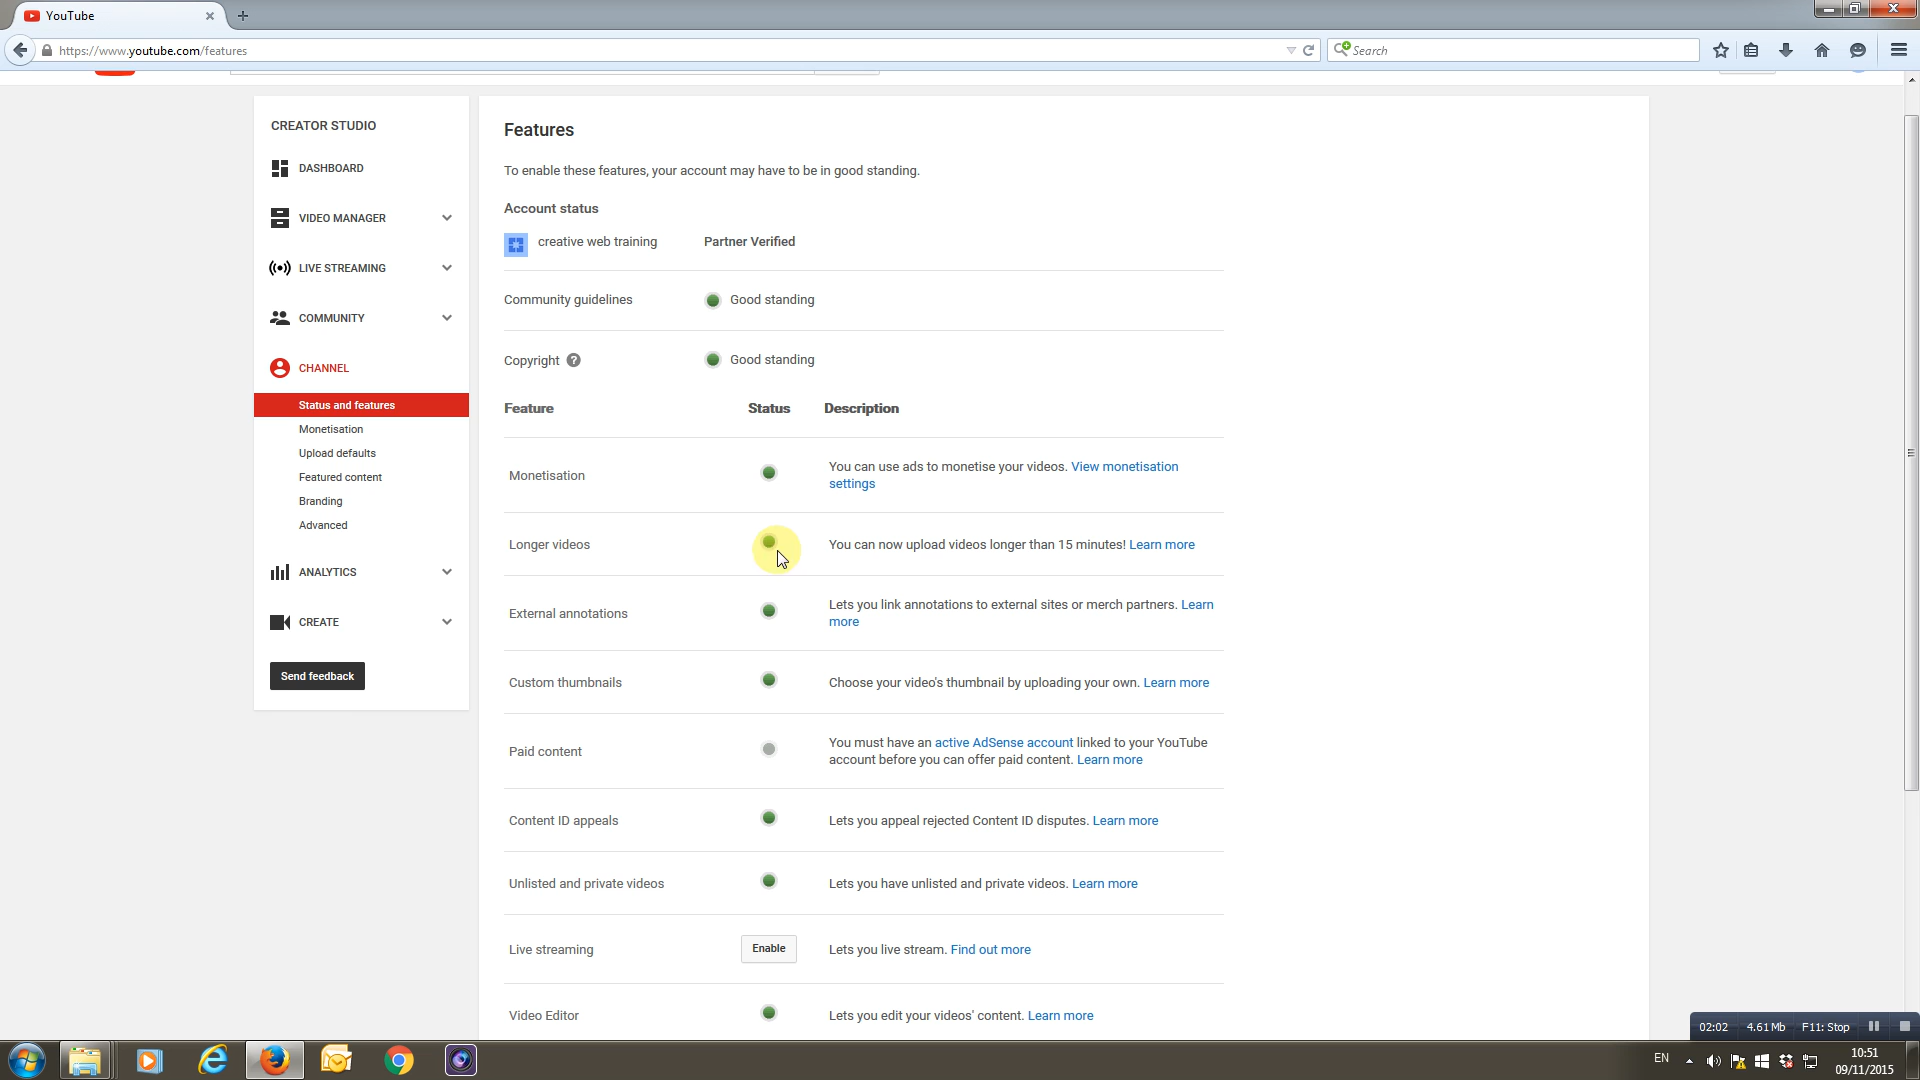 YouTube
https://www.youtube.com/features
Search
CREATOR STUDIO
DASHBOARD
VIDEO MANAGER
LIVE STREAMING
COMMUNITY
CHANNEL
Status and features
Monetisation
Upload defaults
Featured content
Branding
Advanced
ANALYTICS
CREATE
Send feedback
Features
To enable these features, your account may have to be in good standing.
Account status
creative web training Partner Verified
Community guidelines Good standing
Copyright ? Good standing
Feature Status Description
Monetisation You can use ads to monetise your videos. View monetisation
settings
Longer videos You can now upload videos longer than 15 minutes! Learn more
External annotations Lets you link annotations to external sites or merch partners. Learn
more
Custom thumbnails Choose your video's thumbnail by uploading your own. Learn more
Paid content You must have an active AdSense account linked to your YouTube
account before you can offer paid content. Learn more
Content ID appeals Lets you appeal rejected Content ID disputes. Learn more
Unlisted and private videos Lets you have unlisted and private videos. Learn more
Live streaming Enable Lets you live stream. Find out more
Video Editor Lets you edit your videos' content. Learn more
02:02 4.61 Mb F11: Stop
EN
10:51
09/11/2015